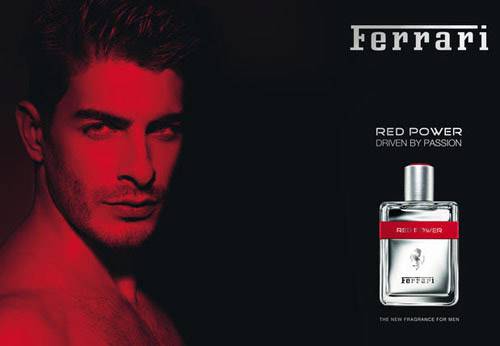 Ferrari
RED POWER
DRIVEN BY PASSION
RED POWER
Ferrari
THE NEW FRAGRANCE FOR MEN